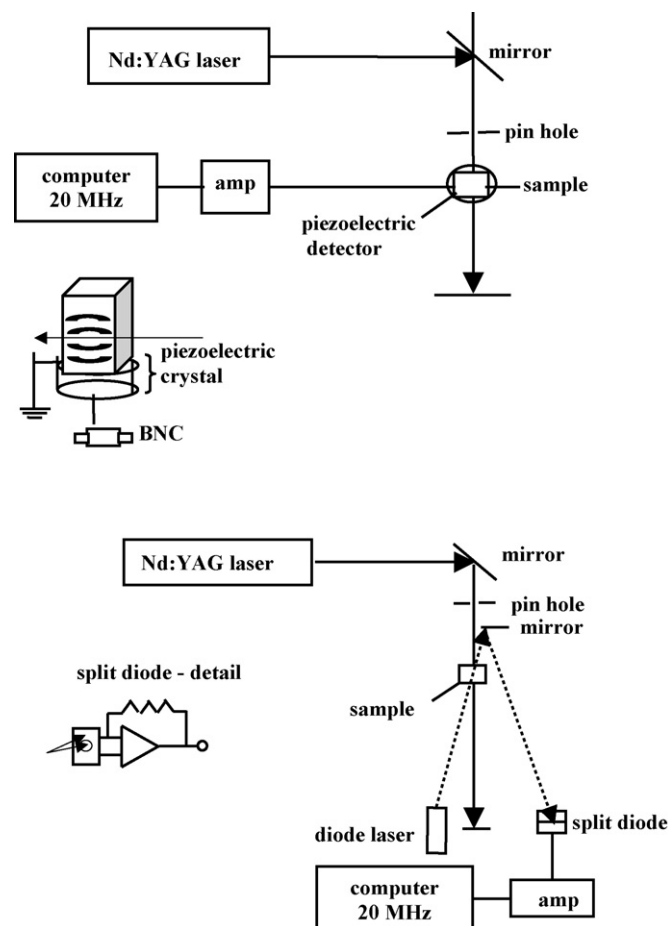 Nd:YAG laser
mirror
pin hole
computer
20 MHz
amp
sample
piezoelectric
detector
piezoelectric
crystal
BNC
Nd:YAG laser
mirror
pin hole
mirror
split diode - detail
sample
diode laser
split diode
computer
20 MHz
amp